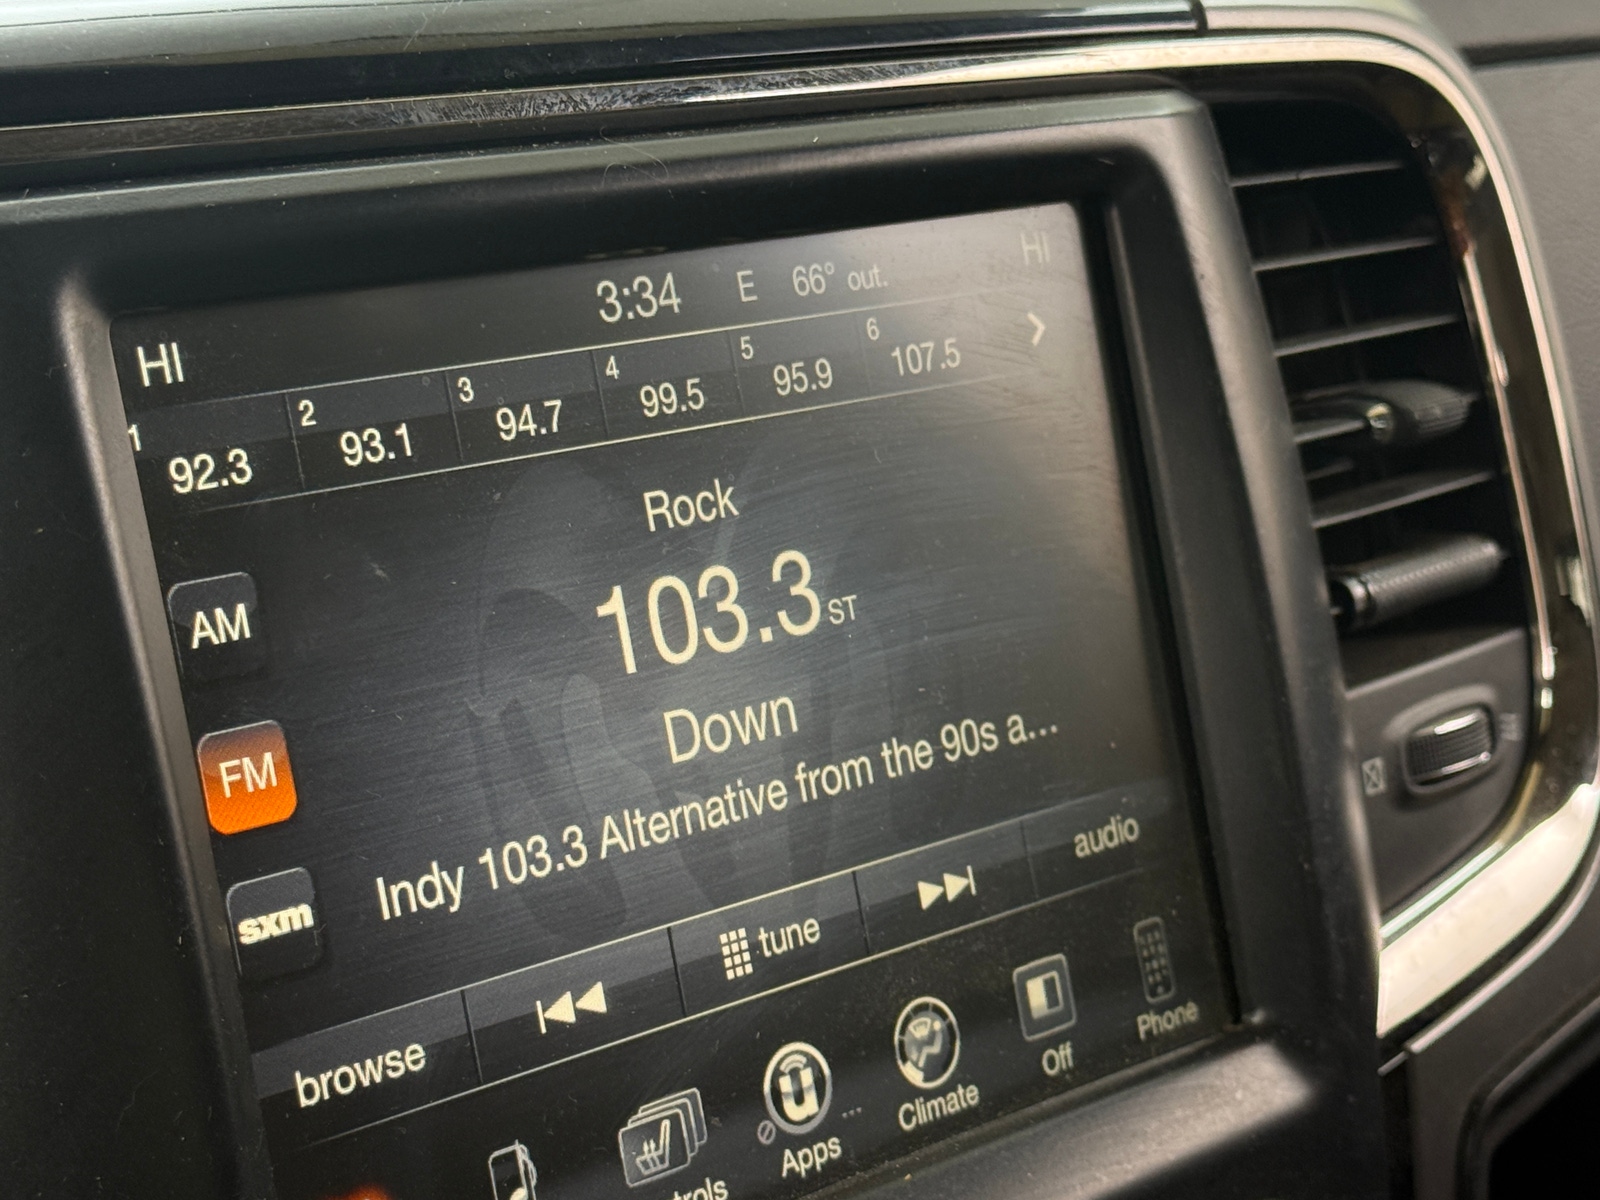 HI 3:34 E 66° out. HI
1 2 3 4 5 6
92.3 93.1 94.7 99.5 95.9 107.5
Rock
103.3 ST
Down
Indy 103.3 Alternative from the 90s a...
AM
FM
sxm
browse tune audio
Apps Climate Off Phone